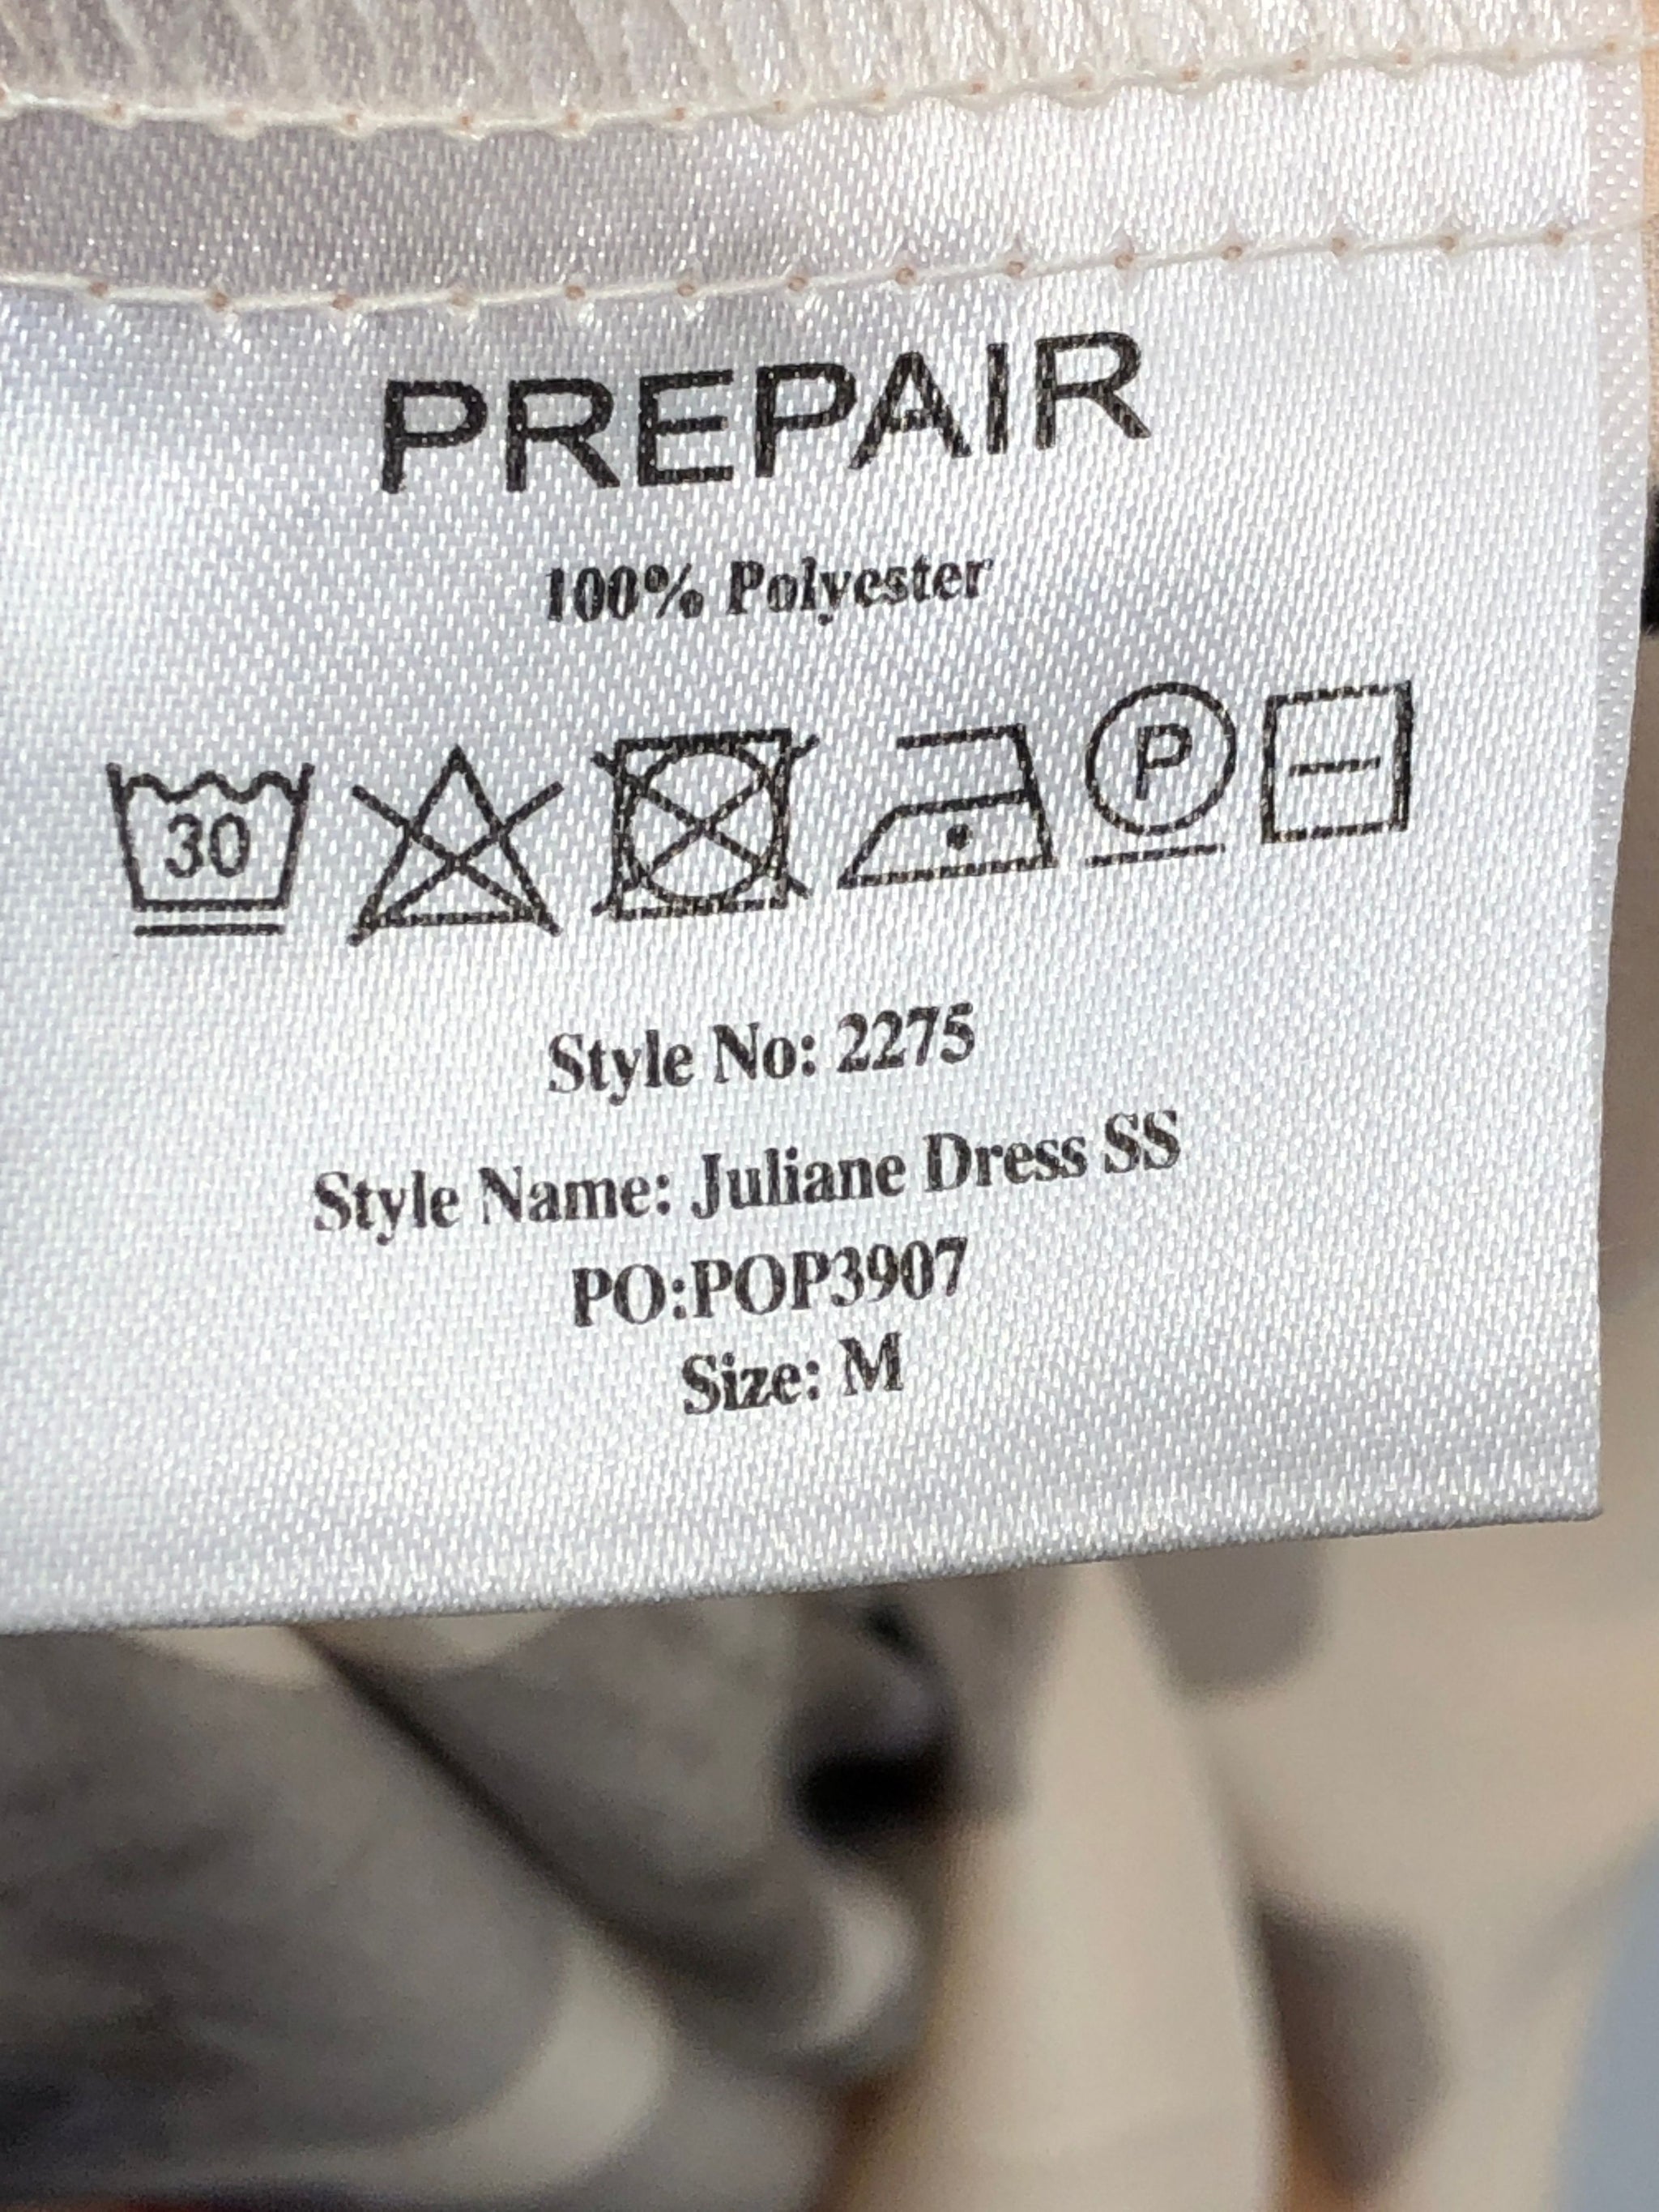 PREPAIR
100% Polyester
30 P
Style No: 2275
Style Name: Juliane Dress SS
PO:POP3907
Size: M